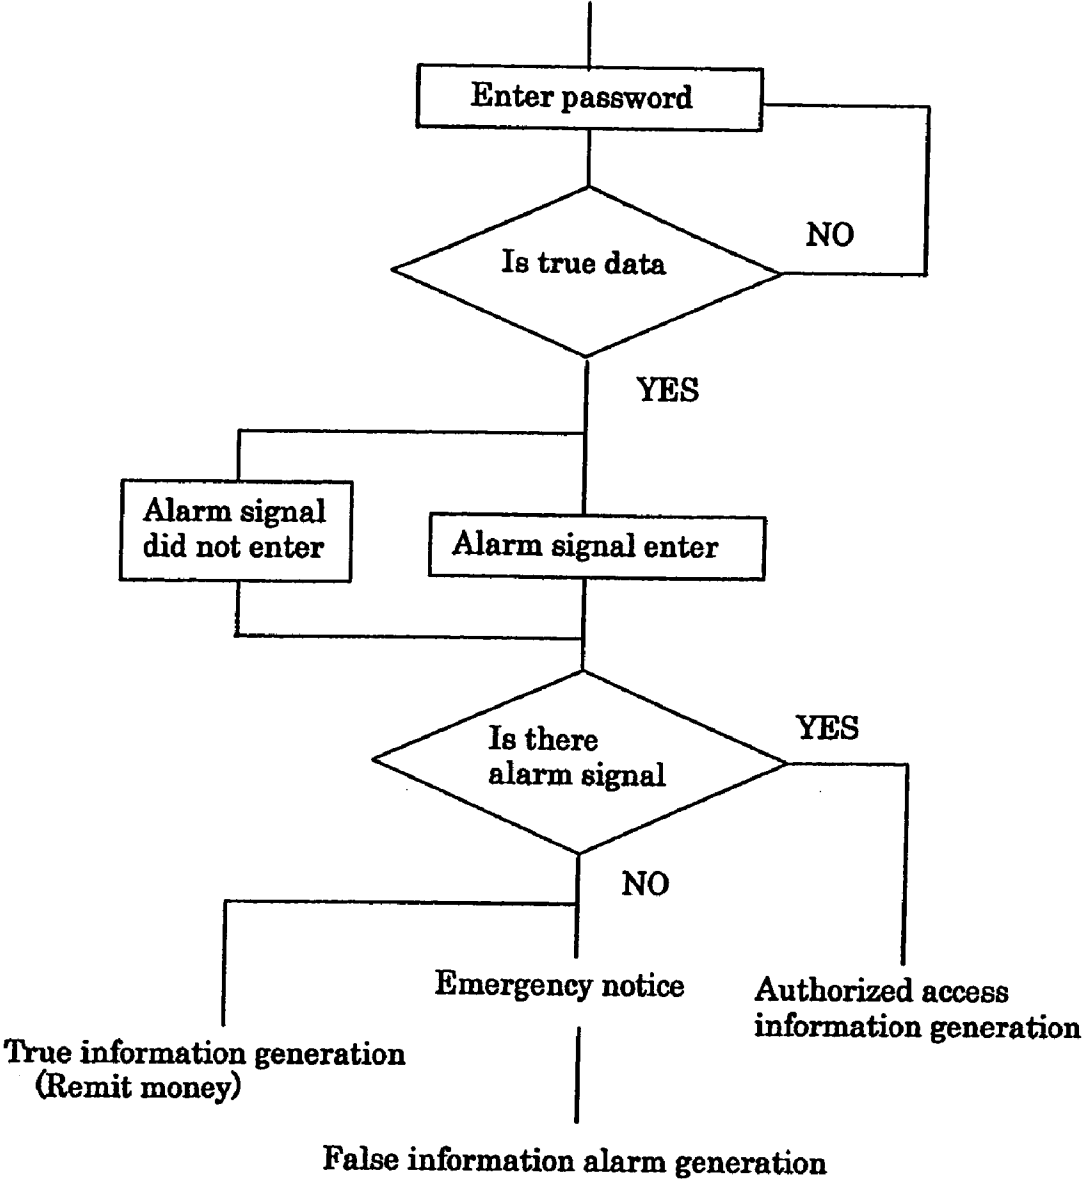 Enter password
NO
Is true data
YES
Alarm signal
did not enter
Alarm signal enter
YES
Is there
alarm signal
NO
Emergency notice
Authorized access
information generation
True information generation
(Remit money)
False information alarm generation